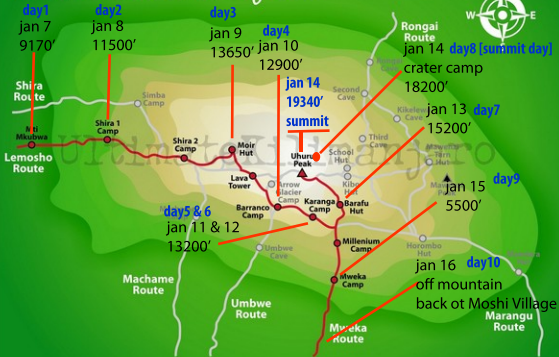 day1
jan 7
9170’
day2
jan 8
11500’
day3
jan 9
13650’
day4
jan 10
12900’
jan 14
19340’
summit
W
E
Rongai
Route
jan 14 day8 [summit day]
crater camp
18200’
jan 13 day7
15200’
Shira
Route
Simba
Camp
Second
Cave
Kikelewa
Third
Cave
Mti
Mkubwa
Lemosho
Route
Shira 1
Camp
Shira 2
Camp
Moir
Hut
Lava
Tower
Uhuru
Peak
School
Hut
Kibo
Hut
Arrow
Glacier
Camp
Barranco
Camp
Karanga
Camp
Barafu
Hut
jan 15 day9
5500’
day5 & 6
jan 11 & 12
13200’
Umbwe
Cave
Millenium
Camp
Horombo
Hut
Mweka
Camp
jan 16 day10
off mountain
back ot Moshi Village
Machame
Route
Umbwe
Route
Mweka
Route
Marangu
Route